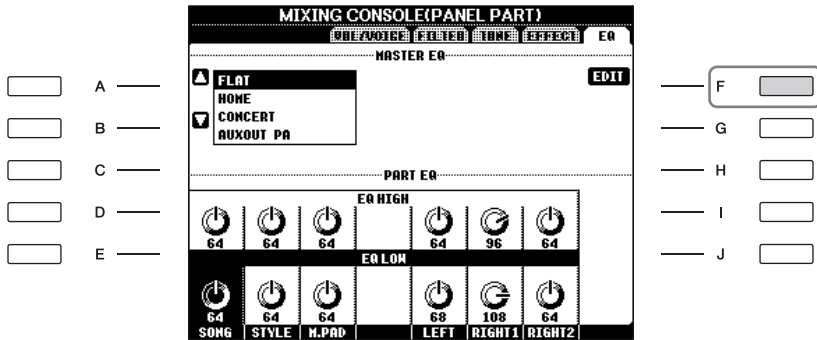 MIXING CONSOLE(PANEL PART)
VOL/VOICE FILTER TUNE EFFECT EQ
MASTER EQ
A FLAT EDIT F
HOME
B CONCERT G
AUXOUT PA
C PART EQ H
EQ HIGH
D 64 64 64 64 96 64 I
E EQ LOW J
64 64 64 68 108 64
SONG STYLE M.PAD LEFT RIGHT1 RIGHT2